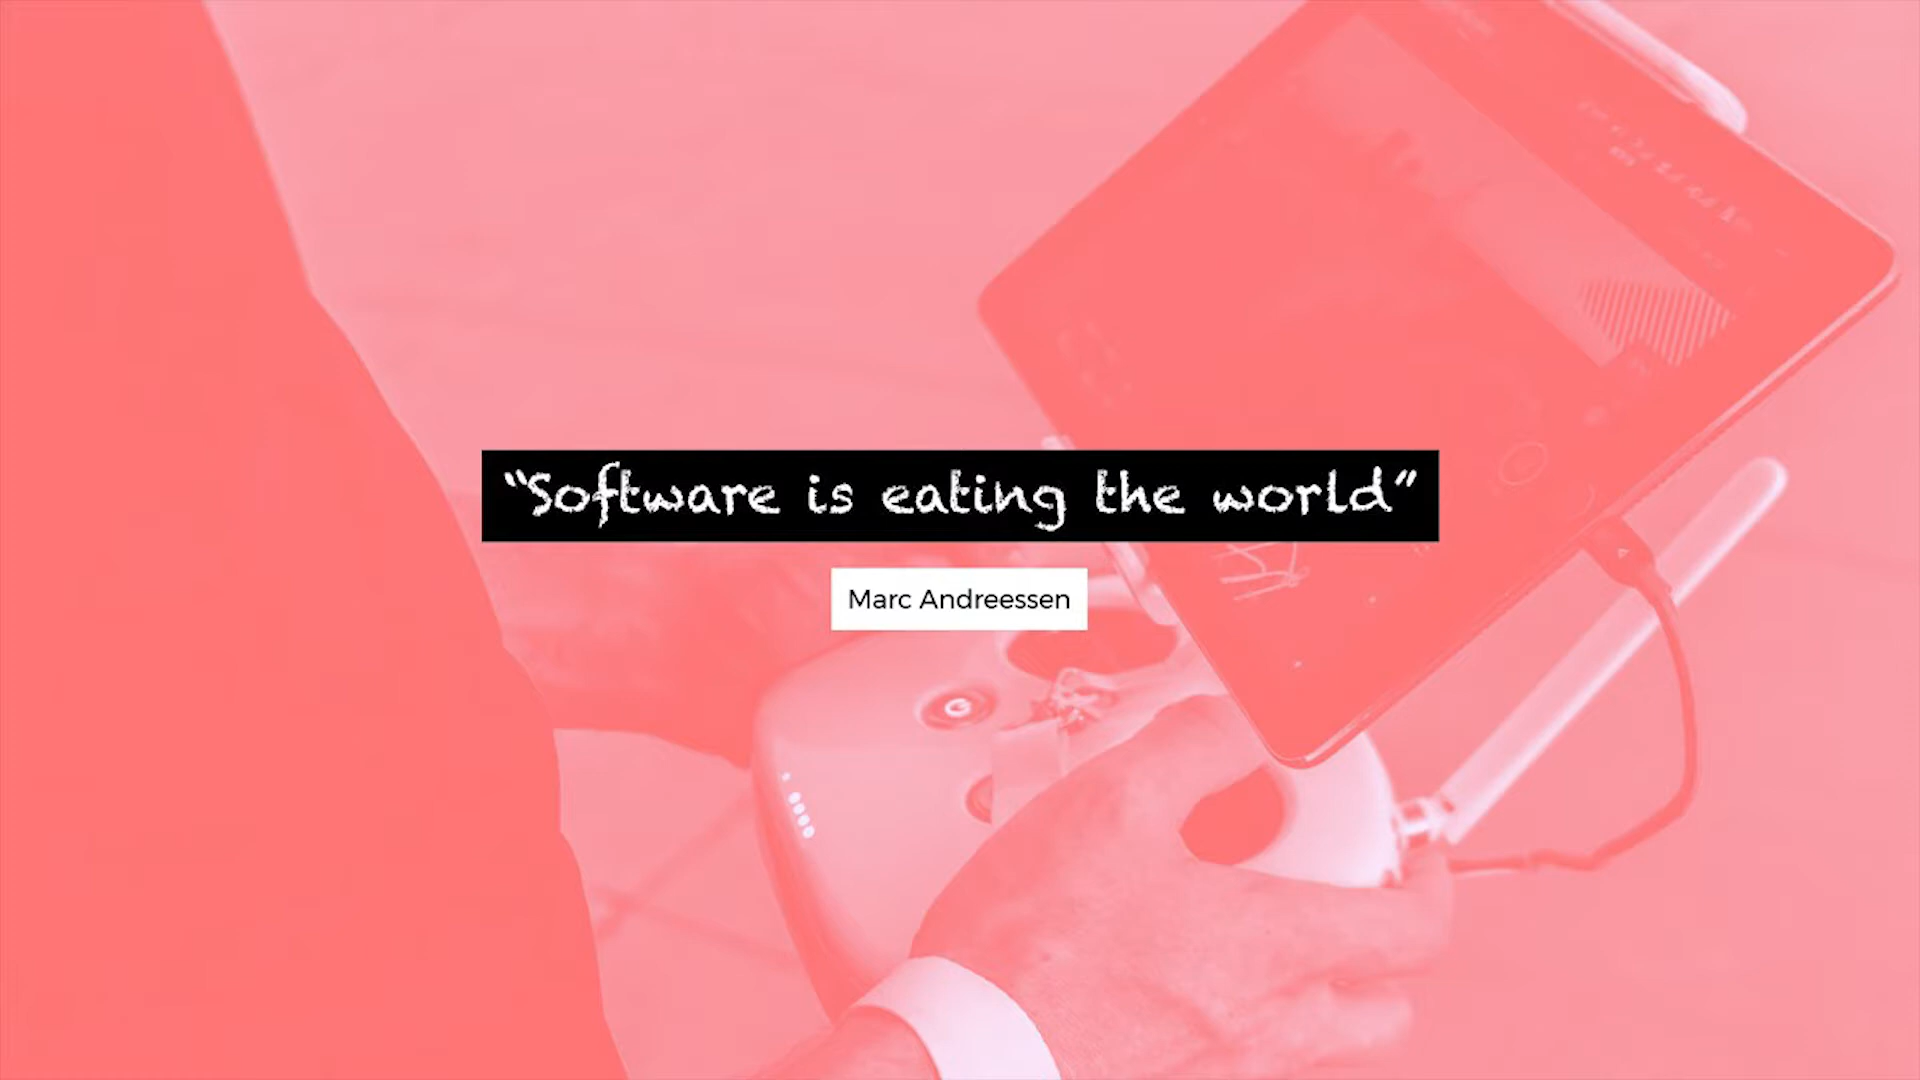 “Software is eating the world”
Marc Andreessen